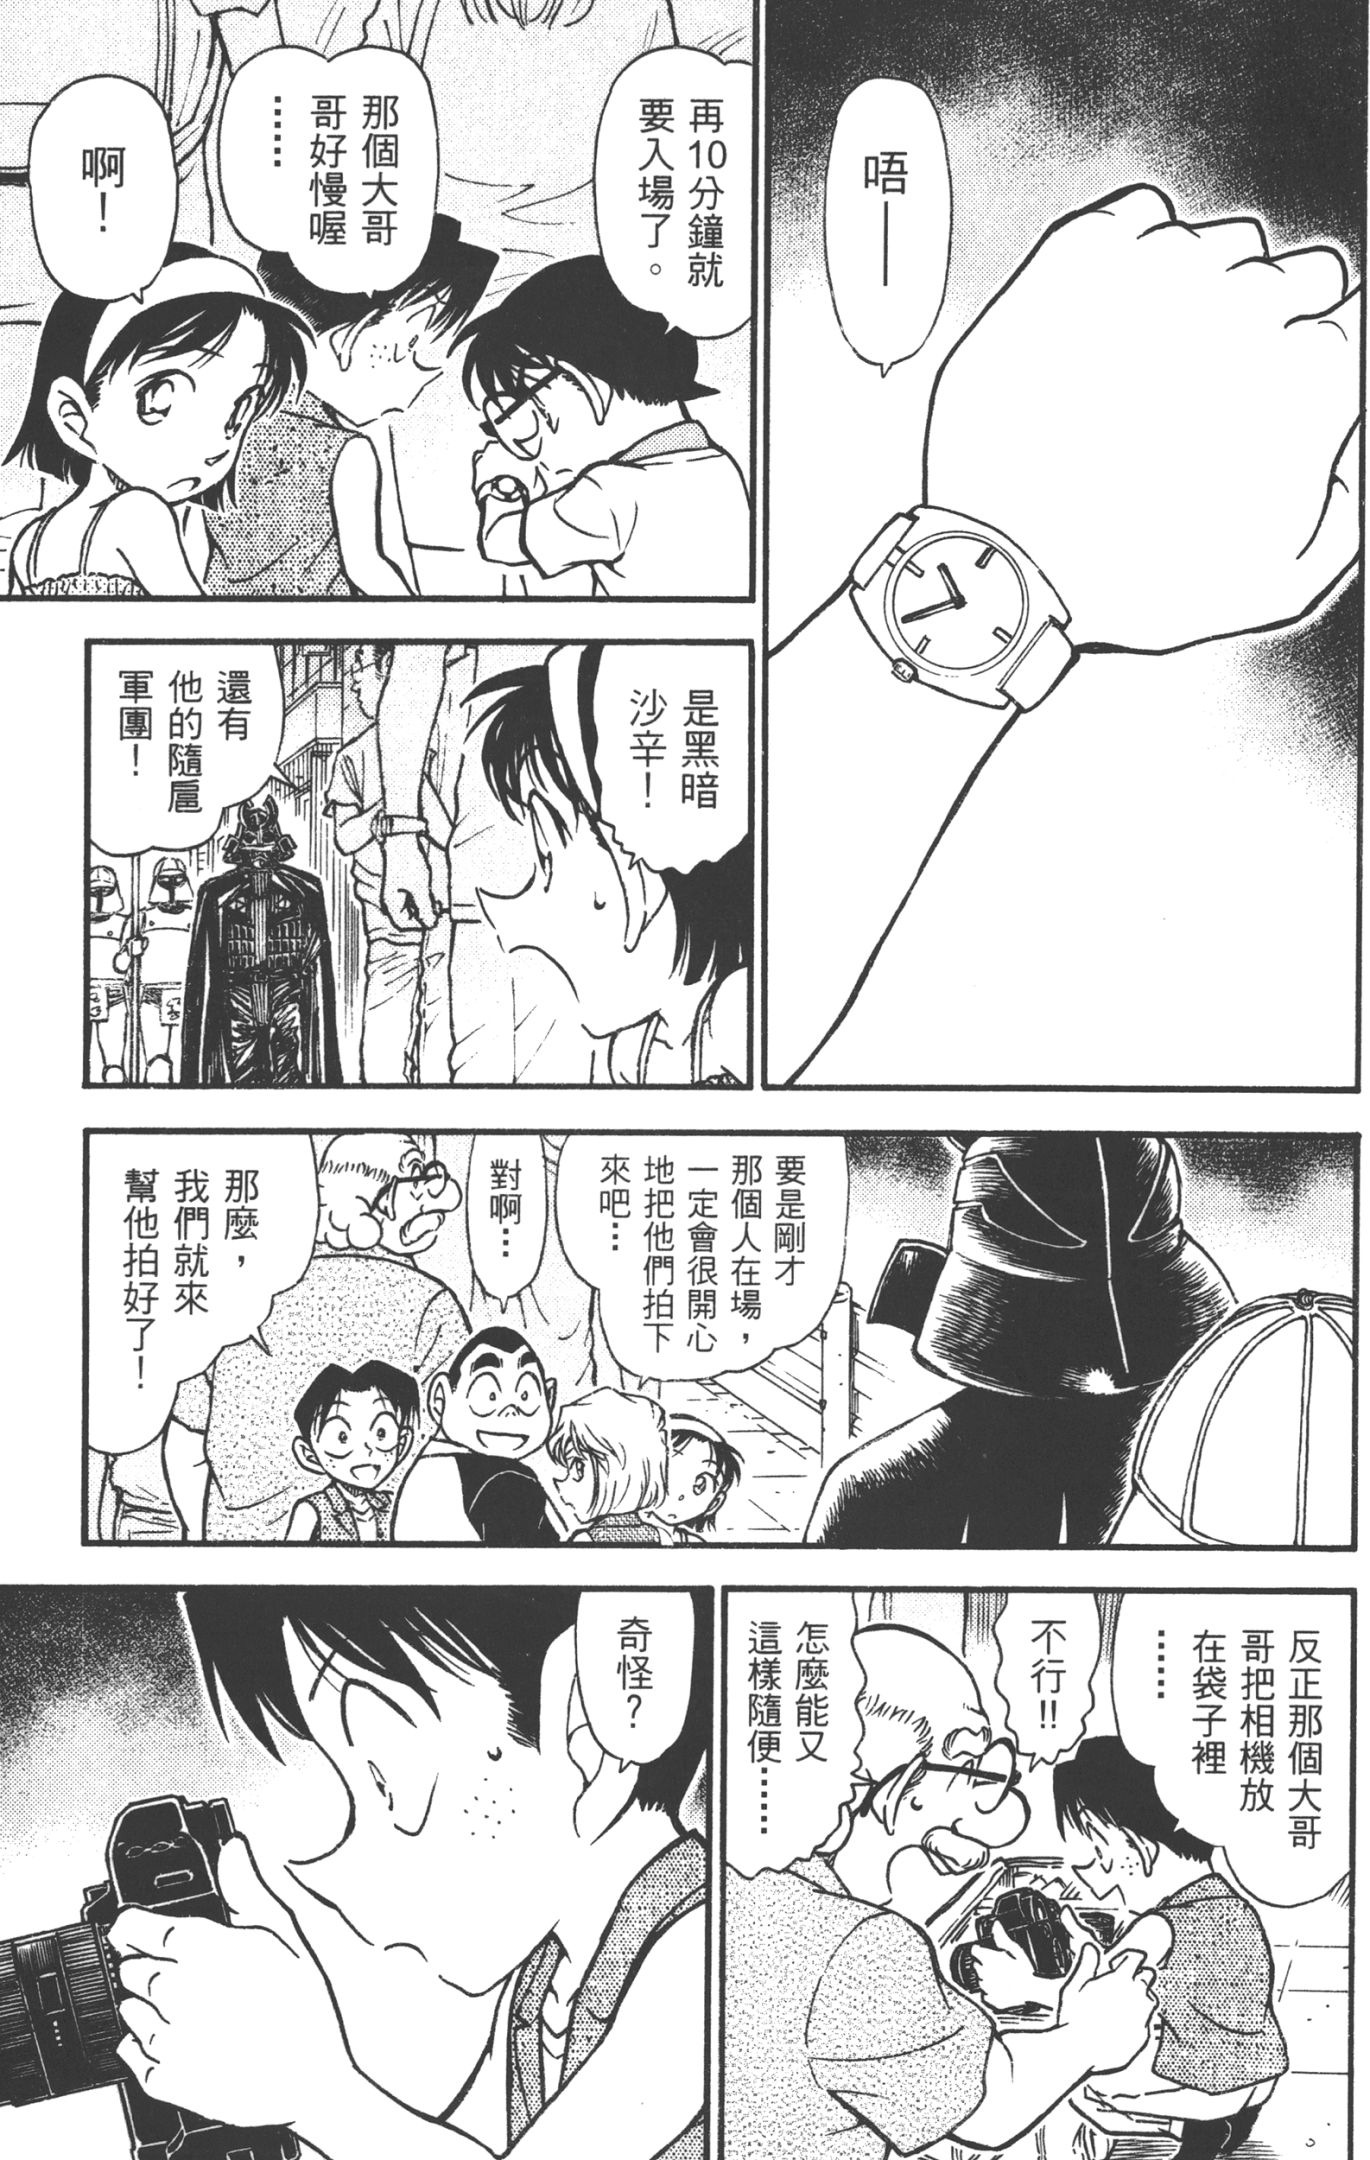 唔──
再10分鐘就
要入場了。
那個大哥
哥好慢喔
⋯⋯
啊！
是黑暗
沙辛！
還有
他的隨扈
軍團！
要是剛才
那個人在場，
一定會很開心
地把他們拍下
來吧⋯
對啊⋯
那麼，
我們就來
幫他拍好了！
反正那個大哥
哥把相機放
在袋子裡
⋯⋯
不行!!
怎麼能又
這樣隨便⋯⋯
奇怪？